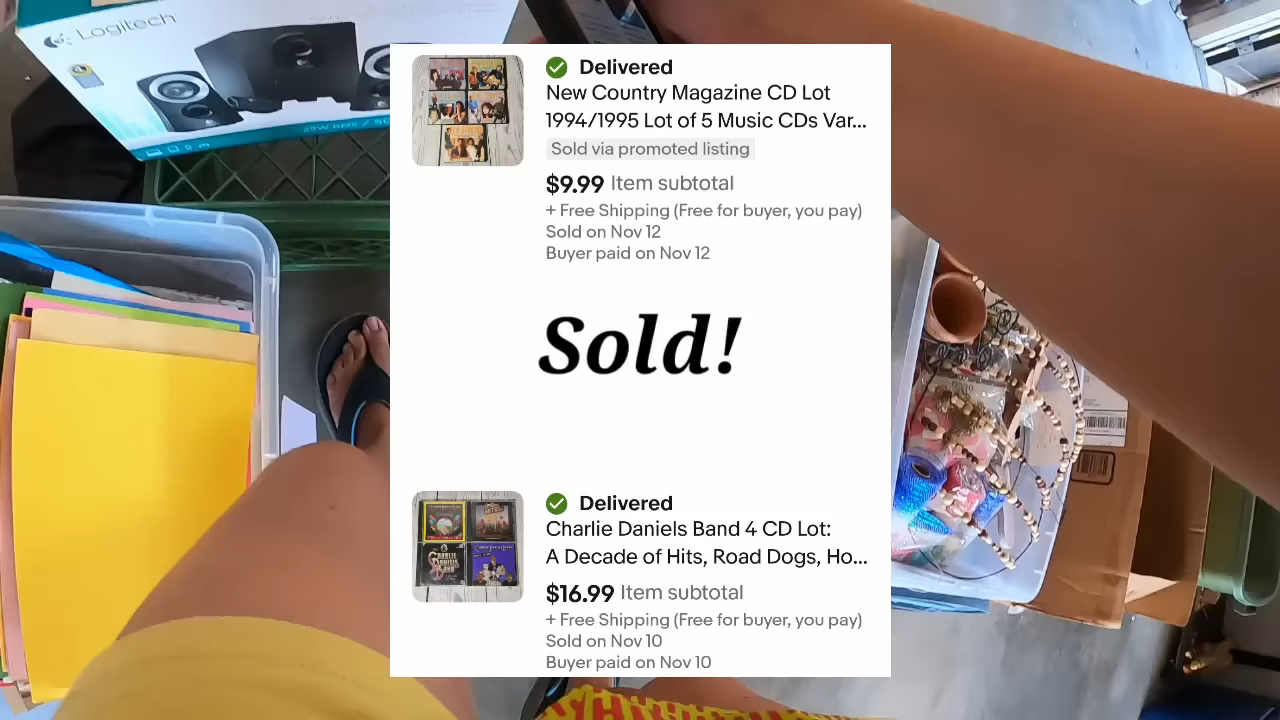 Logitech
Delivered
New Country Magazine CD Lot
1994/1995 Lot of 5 Music CDs Var...
Sold via promoted listing
$9.99 Item subtotal
+ Free Shipping (Free for buyer, you pay)
Sold on Nov 12
Buyer paid on Nov 12
Sold!
Delivered
Charlie Daniels Band 4 CD Lot:
A Decade of Hits, Road Dogs, Ho...
$16.99 Item subtotal
+ Free Shipping (Free for buyer, you pay)
Sold on Nov 10
Buyer paid on Nov 10